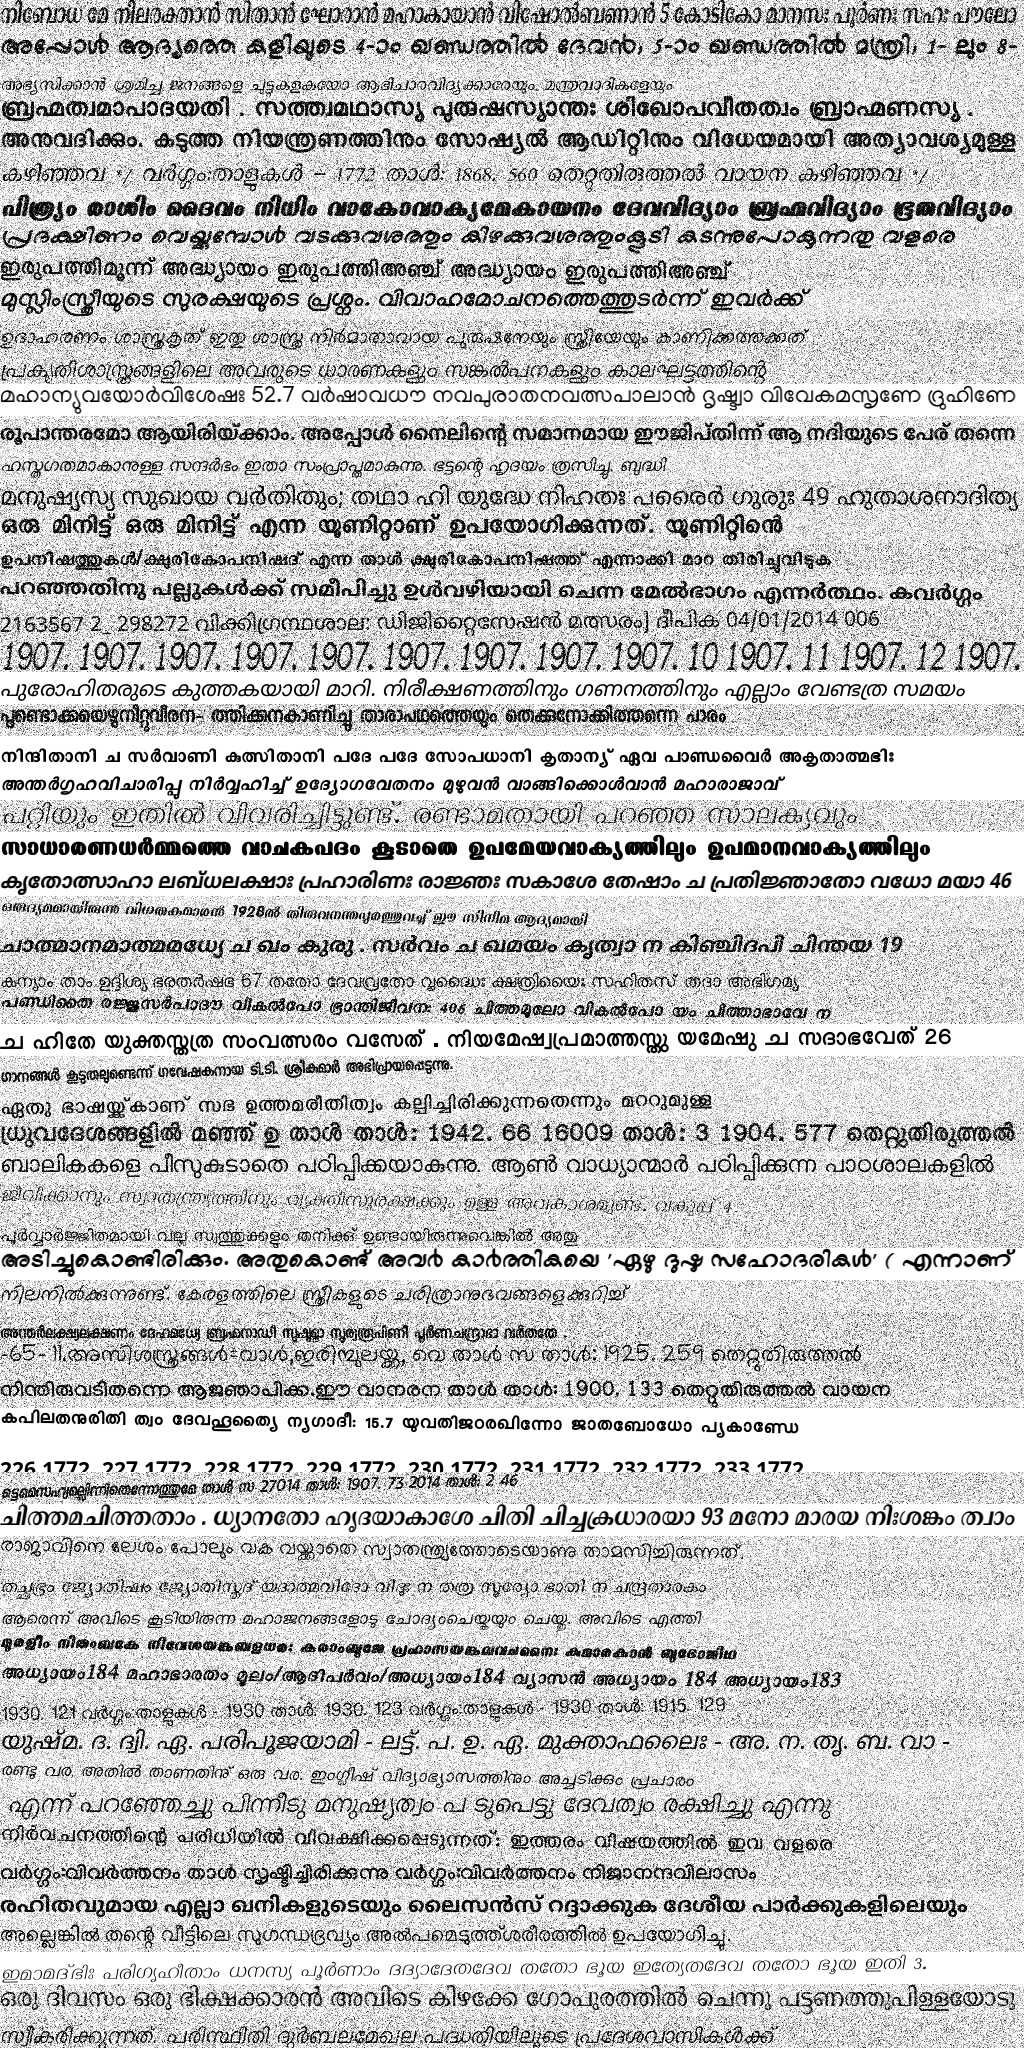 നിബോധ മേ നീലരക്താൻ സിതാൻ ഘോരാൻ മഹാകായാൻ വിഷോൽബണാൻ 5 കോടികോ മാനസഃ പൂർണഃ സഹഃ പൗലോ
അപ്പോൾ ആദ്യത്തെ കളിയുടെ 4-ാം ഖണ്ഡത്തിൽ ദേവൻ; 5-ാം ഖണ്ഡത്തിൽ മന്ത്രി; 1- ലും 8-
അഭ്യസിക്കാൻ ശ്രമിച്ച ജനങ്ങളെ ചുട്ടുകളകയോ ആഭിചാരവിദ്യക്കാരേയും. മന്ത്രവാദികളേയും
ബ്രഹ്മത്വമാപാദയതി . സത്ത്വമഥാസ്യ പുരുഷസ്യാന്തഃ ശിഖോപവീതത്വം ബ്രാഹ്മണസ്യ .
അനുവദിക്കും. കടുത്ത നിയന്ത്രണത്തിനും സോഷ്യൽ ആഡിറ്റിനും വിധേയമായി അത്യാവശ്യമുള്ള
കഴിഞ്ഞവ */ വർഗ്ഗം:താളുകൾ – 1772 താൾ: 1868. 560 തെറ്റുതിരുത്തൽ വായന കഴിഞ്ഞവ */
പിത്ര്യം രാശിം ദൈവം നിധിം വാകോവാക്യമേകായനം ദേവവിദ്യാം ബ്രഹ്മവിദ്യാം ഭൂതവിദ്യാം
പ്രദക്ഷിണം വെയ്ക്കുമ്പോൾ വടക്കുവശത്തും കിഴക്കുവശത്തുംകൂടി കടന്നുപോകുന്നതു വളരെ
ഇരുപത്തിമൂന്ന് അദ്ധ്യായം ഇരുപത്തിഅഞ്ച് അദ്ധ്യായം ഇരുപത്തിഅഞ്ച്
മുസ്ലിംസ്ത്രീയുടെ സുരക്ഷയുടെ പ്രശ്നം. വിവാഹമോചനത്തെത്തുടർന്ന് ഇവർക്ക്
ഉദാഹരണം ശാസ്ത്രകൃത് ഇതു ശാസ്ത്ര നിർമാതാവായ പുരുഷനേയും സ്ത്രീയേയും കാണിക്കത്തക്കത്
പ്രകൃതിശാസ്ത്രങ്ങളിലെ അവരുടെ ധാരണകളും സങ്കൽപനകളും കാലഘട്ടത്തിന്റെ
മഹാന്യുവയോർവിശേഷഃ 52.7 വർഷാവധൗ നവപുരാതനവത്സപാലാൻ ദൃഷ്ട്വാ വിവേകമസൃണേ ദ്രുഹിണേ
രൂപാന്തരമോ ആയിരിയ്ക്കാം. അപ്പോൾ നൈലിന്റെ സമാനമായ ഈജിപ്തിന്ന് ആ നദിയുടെ പേര് തന്നെ
ഹസ്തഗതമാകാനുള്ള സന്ദർഭം ഇതാ സംപ്രാപ്തമാകുന്നു. ഭട്ടന്റെ ഹൃദയം ത്രസിച്ചു. ബുദ്ധി
മനുഷ്യസ്യ സുഖായ വർതിതും; തഥാ ഹി യുദ്ധേ നിഹതഃ പരൈർ ഗുരുഃ 49 ഹുതാശനാദിത്യ
ഒരു മിനിട്ട് ഒരു മിനിട്ട് എന്ന യൂണിറ്റാണ് ഉപയോഗിക്കുന്നത്. യൂണിറ്റിന്റെ
ഉപനിഷത്തുകൾ/ക്ഷുരികോപനിഷദ് എന്ന താൾ ക്ഷുരികോപനിഷത്ത് എന്നാക്കി മാറ്റ തിരിച്ചുവിടുക
പറഞ്ഞതിനു പല്ലുകൾക്ക് സമീപിച്ചു ഉൾവഴിയായി ചെന്ന മേൽഭാഗം എന്നർത്ഥം. കവർഗ്ഗം
2163567 2_ 298272 വിക്കിഗ്രന്ഥശാല: ഡിജിറ്റൈസേഷൻ മത്സരം] ദീപിക 04/01/2014 006
1907. 1907. 1907. 1907. 1907. 1907. 1907. 1907. 1907. 10 1907. 11 1907. 12 1907.
പുരോഹിതരുടെ കുത്തകയായി മാറി. നിരീക്ഷണത്തിനും ഗണനത്തിനും എല്ലാം വേണ്ടത്ര സമയം
പൂണ്ടൊക്കയെഴുനീറ്റുവീരന- ത്തിക്കനകാണിച്ചു താരാപഥത്തെയും തെക്കുനോക്കിത്തന്നെ പാരം
നിന്ദിതാനി ച സർവാണി കുത്സിതാനി പദേ പദേ സോപധാനി കൃതാന്യ് ഏവ പാണ്ഡവൈർ അകൃതാത്മഭിഃ
അന്തർഗൃഹവിചാരിപ്പു നിർവ്വഹിച്ച് ഉദ്യോഗവേതനം മുഴുവൻ വാങ്ങിക്കൊൾവാൻ മഹാരാജാവ്
പറ്റിയും ഇതിൽ വിവരിച്ചിട്ടുണ്ട്. രണ്ടാമതായി പറഞ്ഞ സാലക്യവും
സാധാരണധർമ്മത്തെ വാചകപദം കൂടാതെ ഉപമേയവാക്യത്തിലും ഉപമാനവാക്യത്തിലും
കൃതോത്സാഹാ ലബ്ധലക്ഷാഃ പ്രഹാരിണഃ രാജ്ഞഃ സകാശേ തേഷാം ച പ്രതിജ്ഞാതോ വധോ മയാ 46
ഒരുദ്യമമായിരുന്നു വിഗതകുമാരൻ 1928ൽ തിരുവനന്തപുരത്തുവച്ച് ഈ സിനിമ ആദ്യമായി
ചാത്മാനമാത്മമധ്യേ ച ഖം കുരു . സർവം ച ഖമയം കൃത്വാ ന കിഞ്ചിദപി ചിന്തയ 19
കന്യാം താം ഉദ്ദിശ്യ ഭരതർഷഭ 67 തതോ ദേവവ്രതോ വൃദ്ധൈഃ ക്ഷത്രിയൈഃ സഹിതസ് തദാ അഭിഗമ്യ
പണ്ഡിതൈ രജ്ജുസർപാദൗ വികൽപോ ഭ്രാന്തിജീവനഃ 406 ചിത്തമൂലോ വികൽപോ യം ചിത്താഭാവേ ന
ച ഹിതേ യുക്തസ്തത്ര സംവത്സരം വസേത് . നിയമേഷ്വപ്രമാത്തസ്തു യമേഷു ച സദാഭവേത് 26
ഗാനങ്ങൾ കൂടുതലുണ്ടെന്ന് ഗവേഷകനായ ടി.ടി. ശ്രീകുമാർ അഭിപ്രായപ്പെടുന്നു.
ഏതു ഭാഷയ്ക്ക്കാണ് സഭ ഉത്തമരീതിത്വം കല്പിച്ചിരിക്കുന്നതെന്നും മററുമുള്ള
ധ്രുവദേശങ്ങളിൽ മഞ്ഞ് ഉ താൾ താൾ: 1942. 66 16009 താൾ: 3 1904. 577 തെറ്റുതിരുത്തൽ
ബാലികകളെ പീസുകൂടാതെ പഠിപ്പിക്കയാകുന്നു. ആൺ വാധ്യാന്മാർ പഠിപ്പിക്കുന്ന പാഠശാലകളിൽ
ജീവിക്കാനും സ്വാതന്ത്ര്യത്തിനും വ്യക്തിസുരക്ഷക്കും ഉള്ള അവകാശമുണ്ട്. വകുപ്പ് 4
പൂർവ്വാർജ്ജിതമായി വല്ല സ്വത്തുക്കളും തനിക്ക് ഉണ്ടായിരുന്നുവെങ്കിൽ അതു
അടിച്ചുകൊണ്ടിരിക്കും. അതുകൊണ്ട് അവർ കാർത്തികയെ 'ഏഴു ദുഷ്ട സഹോദരികൾ' ( എന്നാണ്
നിലനിൽക്കുന്നുണ്ട്. കേരളത്തിലെ സ്ത്രീകളുടെ ചരിത്രാനുഭവങ്ങളെക്കുറിച്ച്
അന്തർലക്ഷ്യലക്ഷണം ദേഹമധ്യേ ബ്രഹ്മനാഡീ സുഷുമ്നാ സൂര്യരൂപിണീ പൂർണചന്ദ്രാഭാ വർതതേ .
-65- 11.അസിശസ്ത്രങ്ങൾ=വാൾ,ഇരിമ്പുലയ്ക്ക, വെ താൾ സ താൾ: 1925. 259 തെറ്റുതിരുത്തൽ
നിന്തിരുവടിതന്നെ ആജഞാപിക്ക.ഈ വാനരന താൾ താൾ: 1900, 133 തെറ്റുതിരുത്തൽ വായന
കപിലതനുരിതി ത്വം ദേവഹൂത്യൈ ന്യഗാദീഃ 15.7 യുവതിജഠരഖിന്നോ ജാതബോധോ പ്യകാണ്ഡേ
226 1772, 227 1772, 228 1772, 229 1772, 230 1772, 231 1772, 232 1772, 233 1772
താൾ സ 27014 താൾ: 1907. 73 2014 താൾ: 2 46
ചിത്തമചിത്തതാം . ധ്യാനതോ ഹൃദയാകാശേ ചിതി ചിച്ചക്രധാരയാ 93 മനോ മാരയ നിഃശങ്കം ത്വാം
രാജാവിനെ ലേശം പോലും വക വയ്ക്കാതെ സ്വാതന്ത്ര്യത്തോടെയാണു താമസിച്ചിരുന്നത്.
തച്ഛുഭ്രം ജ്യോതിഷം ജ്യോതിസ്തദ് യദാത്മവിദോ വിദുഃ ന തത്ര സൂര്യോ ഭാതി ന ചന്ദ്രതാരകം
ആരെന്ന് അവിടെ കൂടിയിരുന്ന മഹാജനങ്ങളോടു ചോദ്യംചെയ്കയും ചെയ്തു. അവിടെ എത്തി
മുരളീം നിതംബകേ നിവേശയങ്കബളധരഃ കരാംബുജേ പ്രഹാസയങ്കലവചനൈഃ കുമാരകാൻ ബുഭോജിഥ
അധ്യായം184 മഹാഭാരതം മൂലം/ആദിപർവം/അധ്യായം184 വ്യാസൻ അധ്യായം 184 അധ്യായം183
1930. 121 വർഗ്ഗം:താളുകൾ - 1930 താൾ: 1930. 123 വർഗ്ഗം:താളുകൾ - 1930 താൾ: 1915. 129
യുഷ്മ. ദ. ദ്വി. ഏ. പരിപൂജയാമി - ലട്ട്. പ. ഉ. ഏ. മുക്താഫലൈഃ - അ. ന. തൃ. ബ. വാ -
രണ്ടു വര. അതിൽ താണതിനു് ഒരു വര. ഇംഗ്ലീഷ് വിദ്യാഭ്യാസത്തിനും അച്ചടിക്കും പ്രചാരം
എന്ന് പറഞ്ഞേച്ചു പിന്നീടു മനുഷ്യത്വം പ ടുപെട്ടു ദേവത്വം രക്ഷിച്ചു എന്നു
നിർവചനത്തിന്റെ പരിധിയിൽ വിവക്ഷിക്കപ്പെടുന്നത്: ഇത്തരം വിഷയത്തിൽ ഇവ വളരെ
വർഗ്ഗം:വിവർത്തനം താൾ സൃഷ്ടിച്ചിരിക്കുന്നു വർഗ്ഗം:വിവർത്തനം നിജാനന്ദവിലാസം
രഹിതവുമായ എല്ലാ ഖനികളുടെയും ലൈസൻസ് റദ്ദാക്കുക ദേശീയ പാർക്കുകളിലെയും
അല്ലെങ്കിൽ തന്റെ വീട്ടിലെ സുഗന്ധദ്രവ്യം അൽപമെടുത്ത്ശരീരത്തിൽ ഉപയോഗിച്ചു.
ഇമാമദ്ഭിഃ പരിഗൃഹീതാം ധനസ്യ പൂർണാം ദദ്യാദേതദേവ തതോ ഭൂയ ഇത്യേതദേവ തതോ ഭൂയ ഇതി 3.
ഒരു ദിവസം ഒരു ഭിക്ഷക്കാരൻ അവിടെ കിഴക്കേ ഗോപുരത്തിൽ ചെന്നു പട്ടണത്തുപിള്ളയോടു
സ്വീകരിക്കുന്നത്. പരിസ്ഥിതി ദുർബലമേഖല പദ്ധതിയിലൂടെ പ്രദേശവാസികൾക്ക്